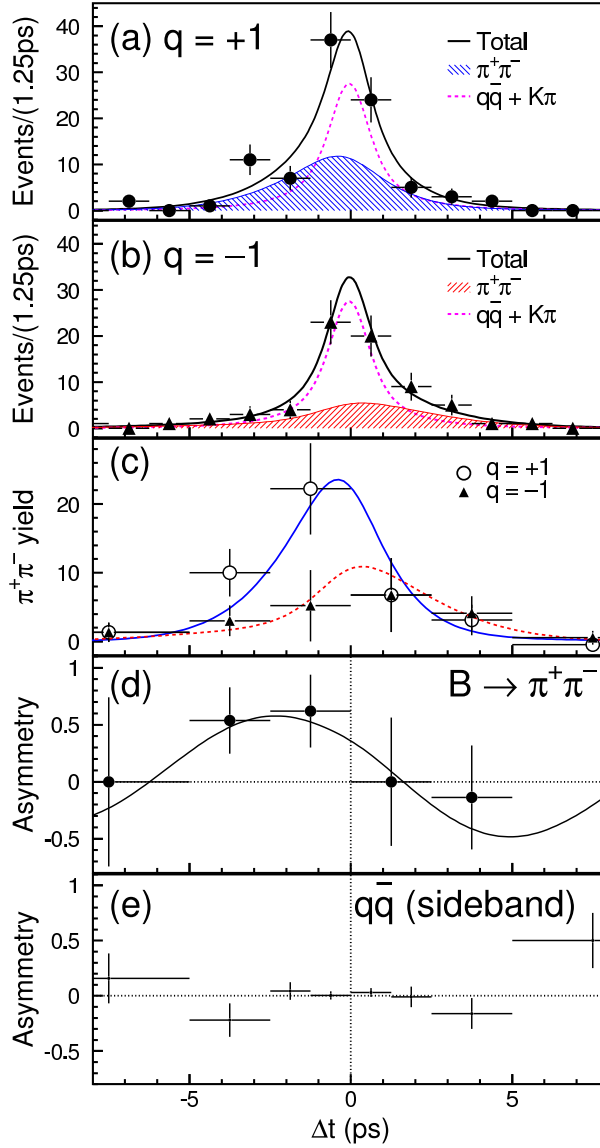 (a) q = +1
Total
π⁺π⁻
qq̅ + Kπ
Events/(1.25ps)
40
30
20
10
0
(b) q = −1
Total
π⁺π⁻
qq̅ + Kπ
Events/(1.25ps)
40
30
20
10
0
(c)
q = +1
q = −1
π⁺π⁻ yield
20
10
0
(d)
B → π⁺π⁻
Asymmetry
1
0.5
0
-0.5
(e)
qq̅ (sideband)
Asymmetry
1
0.5
0
-0.5
-5
0
5
Δt (ps)